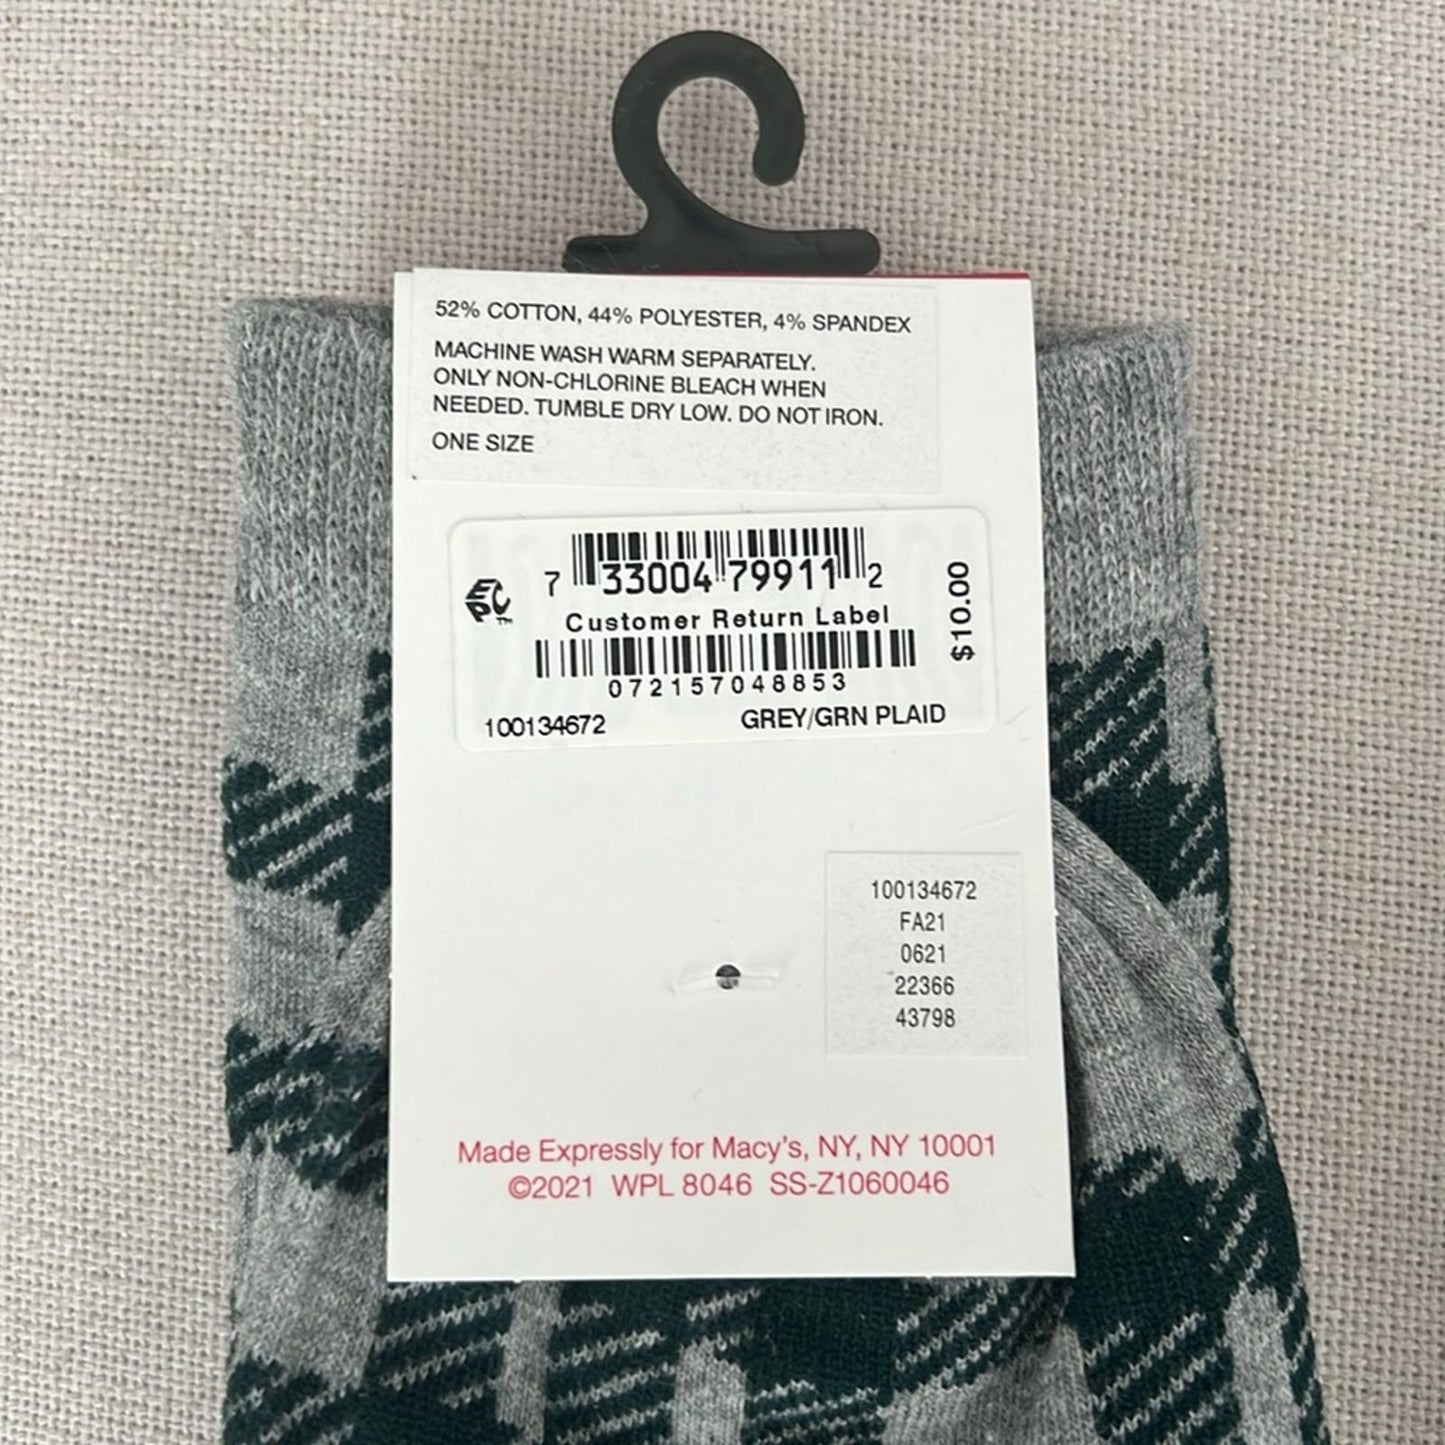 52% COTTON, 44% POLYESTER, 4% SPANDEX
MACHINE WASH WARM SEPARATELY.
ONLY NON-CHLORINE BLEACH WHEN
NEEDED. TUMBLE DRY LOW. DO NOT IRON.
ONE SIZE
7 33004 79911 2
EPC™
Customer Return Label
$10.00
072157048853
100134672 GREY/GRN PLAID
100134672
FA21
0621
22366
43798
Made Expressly for Macy's, NY, NY 10001
©2021 WPL 8046 SS-Z1060046